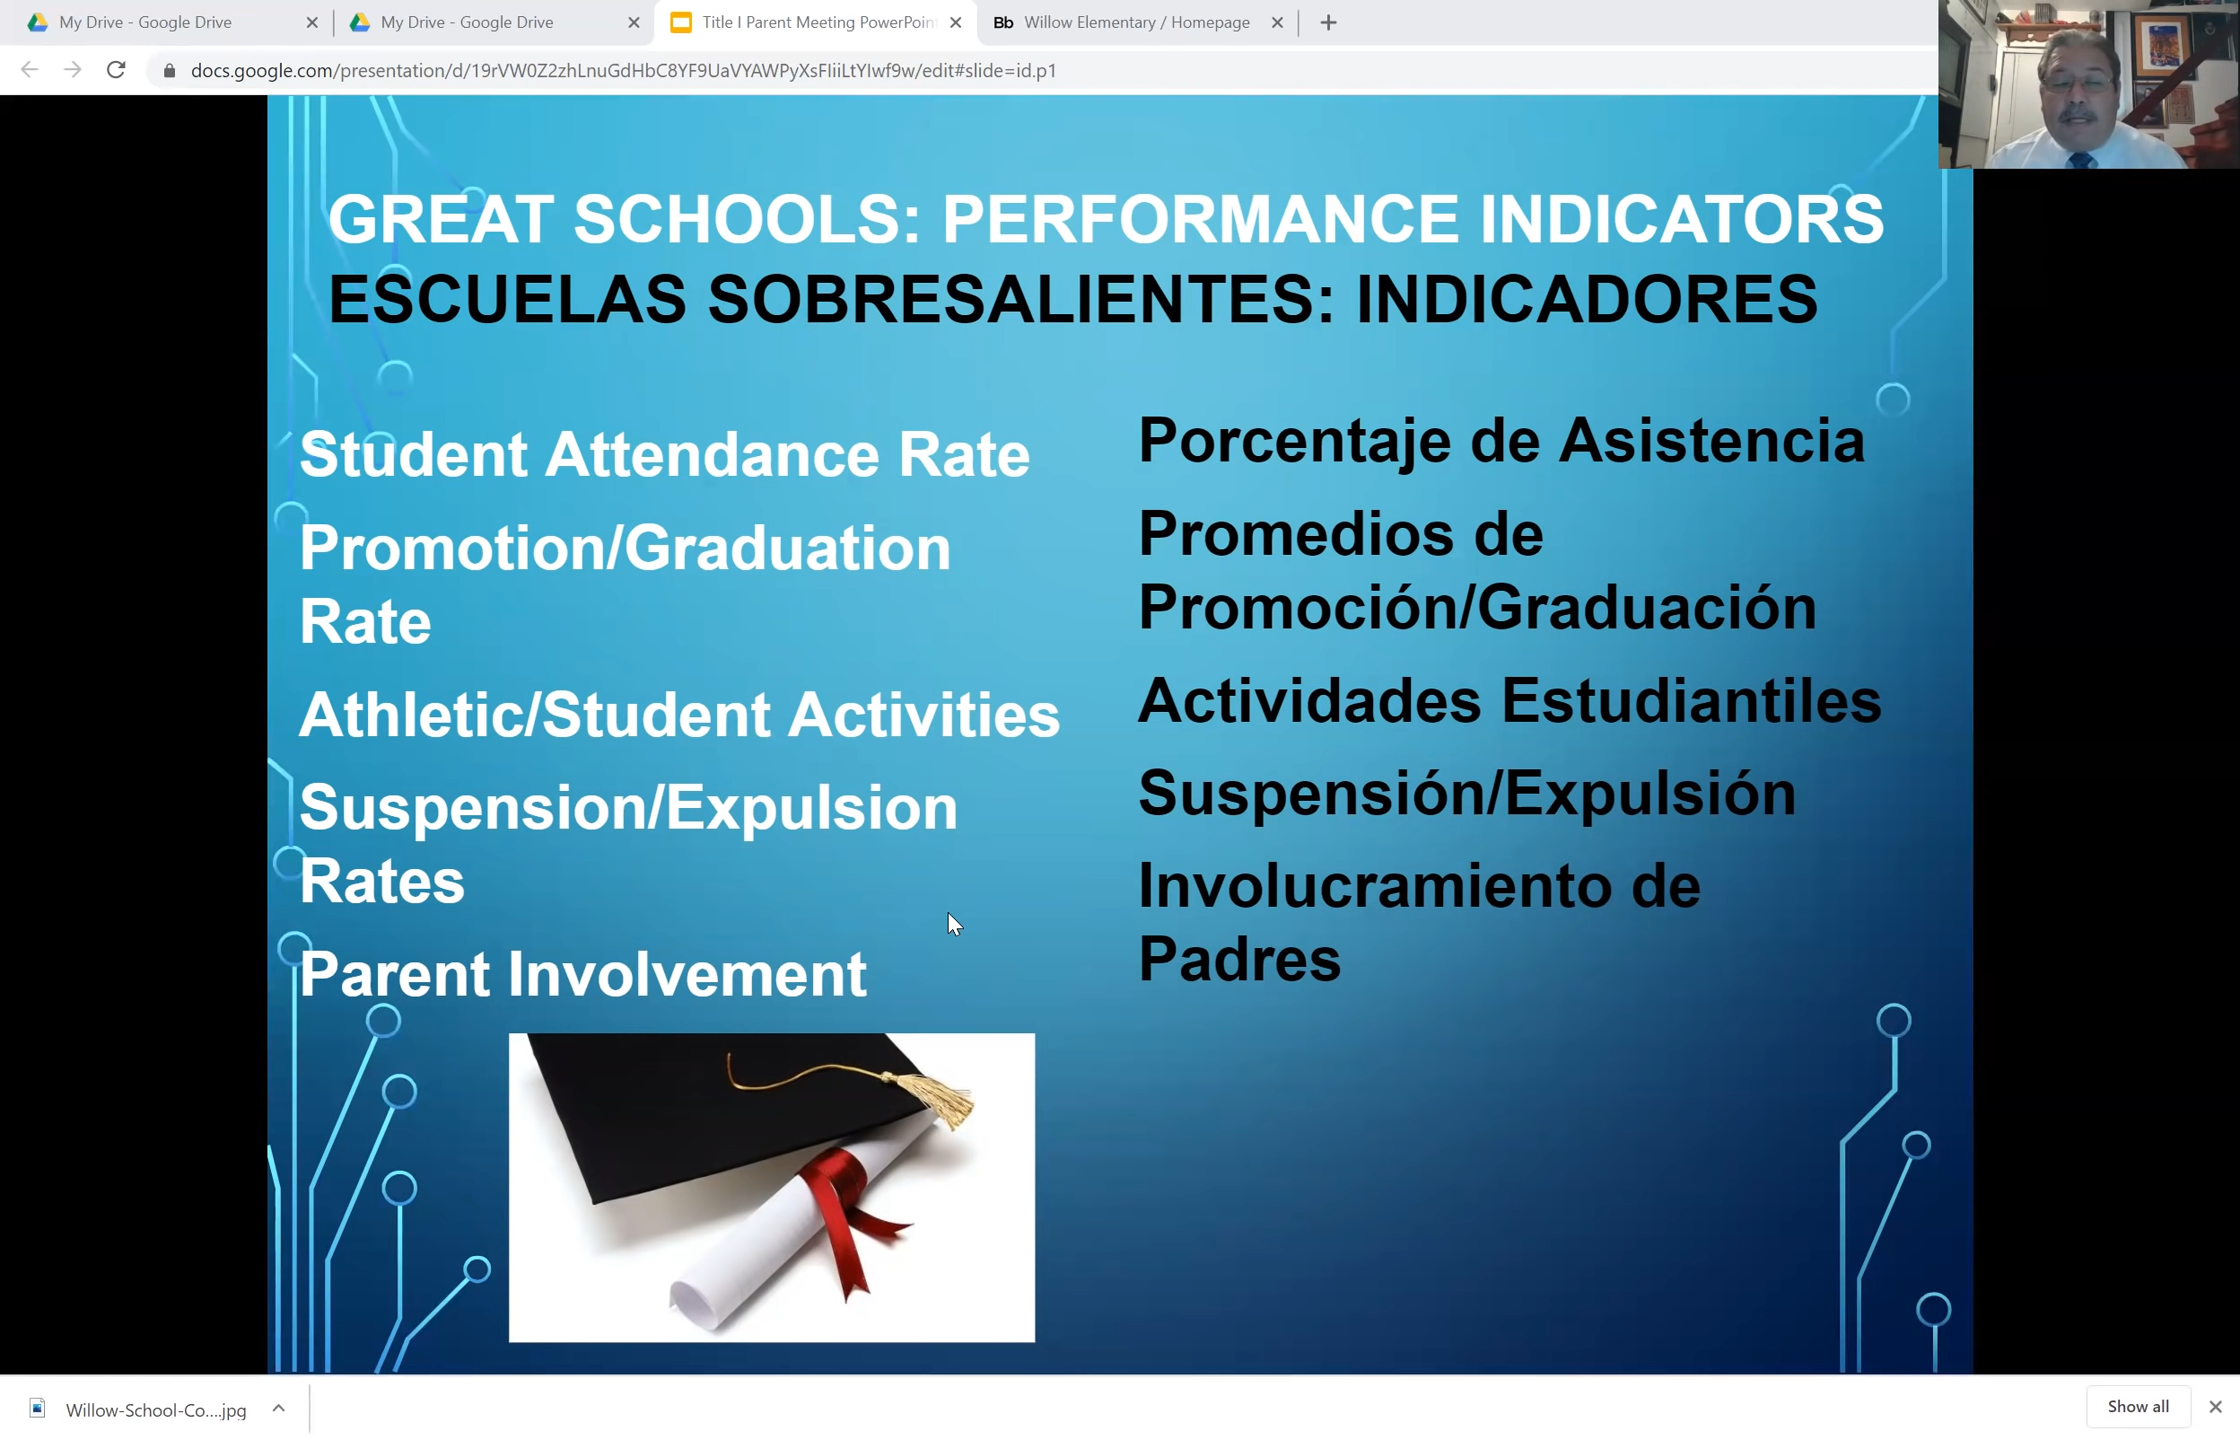 My Drive - Google Drive
My Drive - Google Drive
Title I Parent Meeting PowerPoint
Bb Willow Elementary / Homepage
docs.google.com/presentation/d/19rVW0Z2zhLnuGdHbC8YF9UaVYAWPyXsFIiiLtYIwf9w/edit#slide=id.p1
GREAT SCHOOLS: PERFORMANCE INDICATORS
ESCUELAS SOBRESALIENTES: INDICADORES
Student Attendance Rate
Promotion/Graduation
Rate
Athletic/Student Activities
Suspension/Expulsion
Rates
Parent Involvement
Porcentaje de Asistencia
Promedios de
Promoción/Graduación
Actividades Estudiantiles
Suspensión/Expulsión
Involucramiento de
Padres
Willow-School-Co....jpg
Show all